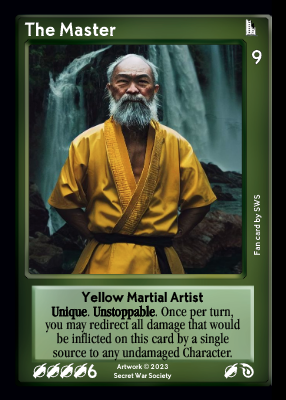 The Master
9
Fan card by SWS
Yellow Martial Artist
Unique. Unstoppable. Once per turn,
you may redirect all damage that would
be inflicted on this card by a single
source to any undamaged Character.
6
Artwork © 2023
Secret War Society